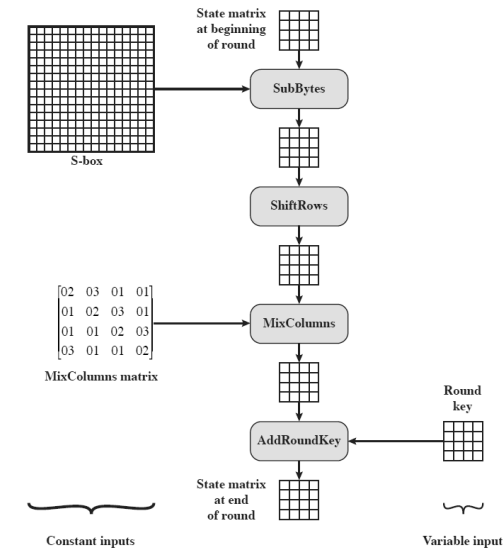 State matrix
at beginning
of round
SubBytes
S-box
ShiftRows
02 03 01 01
01 02 03 01
01 01 02 03
03 01 01 02
MixColumns
MixColumns matrix
Round
key
AddRoundKey
State matrix
at end
of round
Constant inputs
Variable input